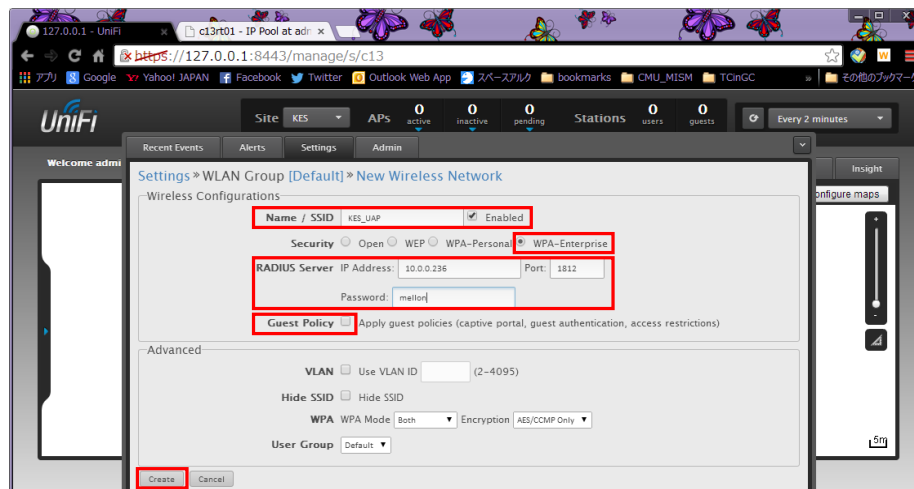 127.0.0.1 - UniFi
c13rt01 - IP Pool at adm
https://127.0.0.1:8443/manage/s/c13
アプリ Google Yahoo! JAPAN Facebook Twitter Outlook Web App スペースアルク bookmarks CMU_MISM TCinGC » その他のブックマー
UniFi
Site KES APs 0 active 0 inactive 0 pending Stations 0 users 0 guests Every 2 minutes
Recent Events Alerts Settings Admin
Welcome admi
Insight
onfigure maps
Settings » WLAN Group [Default] » New Wireless Network
Wireless Configurations
Name / SSID KES_UAP Enabled
Security Open WEP WPA-Personal WPA-Enterprise
RADIUS Server IP Address: 10.0.0.236 Port: 1812
Password: mellon
Guest Policy Apply guest policies (captive portal, guest authentication, access restrictions)
Advanced
VLAN Use VLAN ID (2-4095)
Hide SSID Hide SSID
WPA WPA Mode Both Encryption AES/CCMP Only
User Group Default
5m
Create Cancel